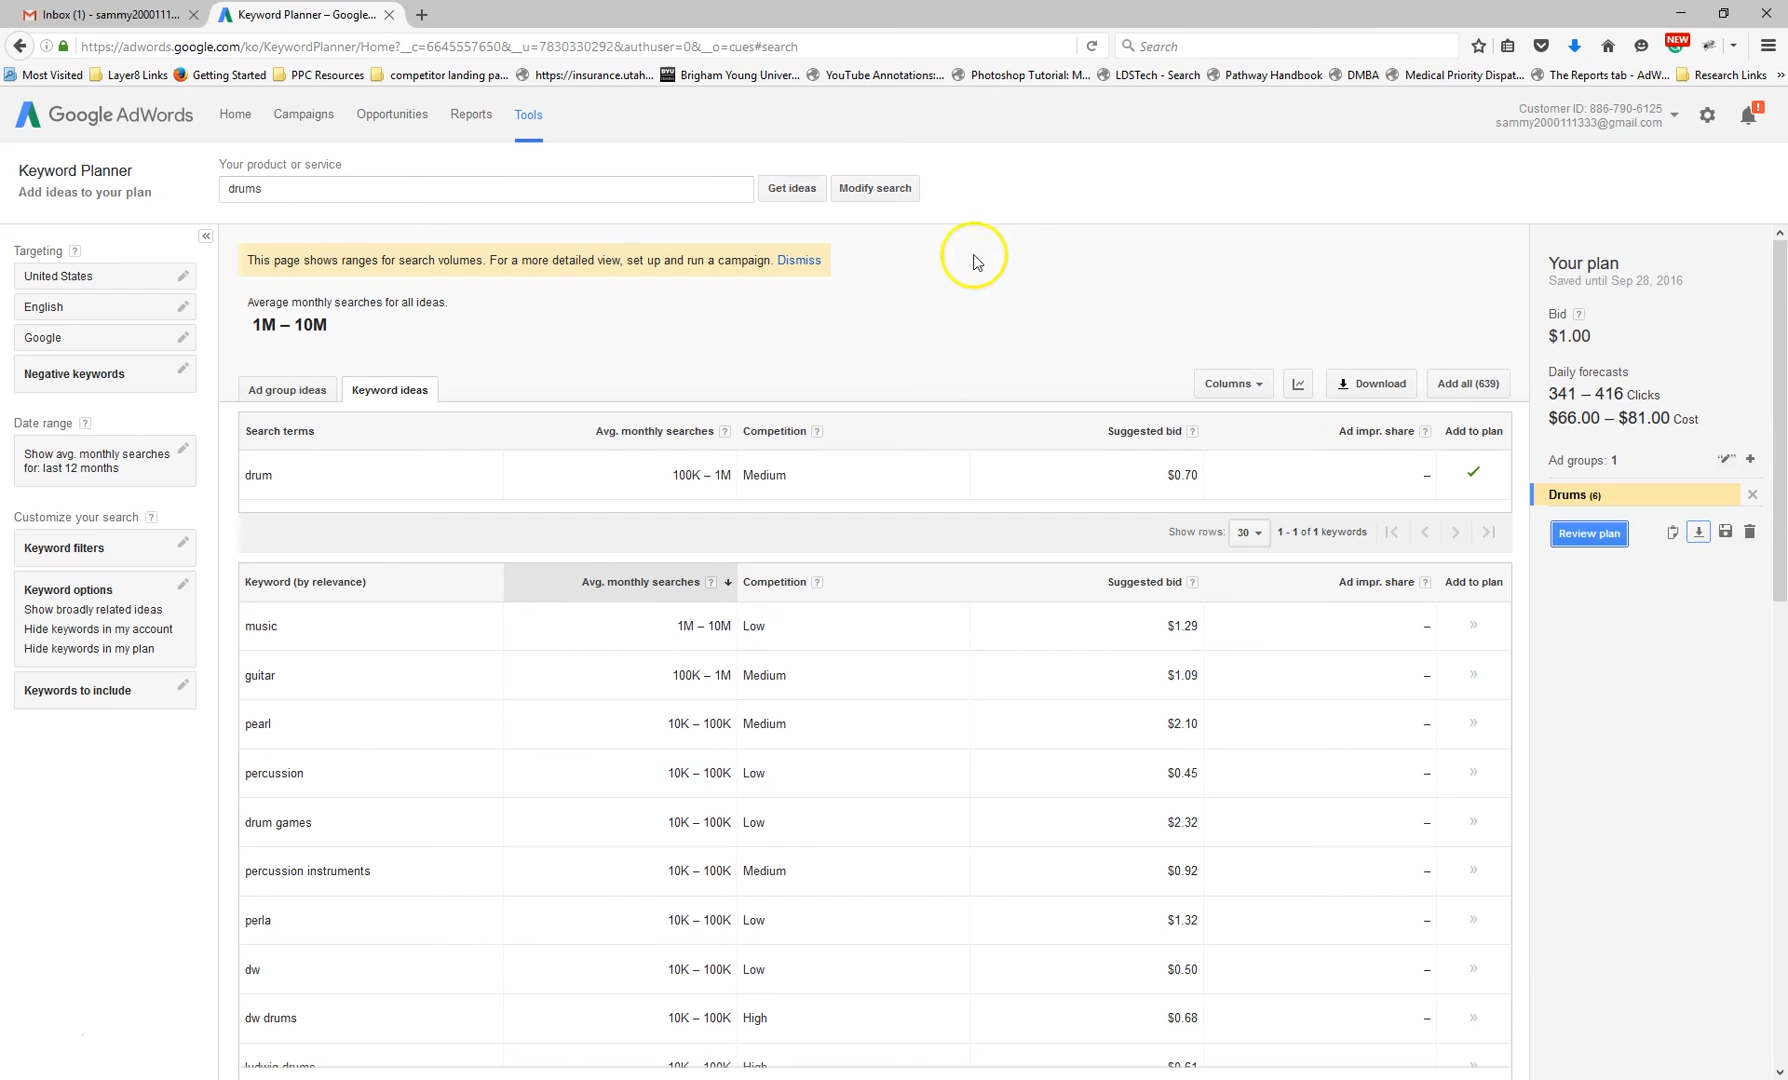 Inbox (1) - sammy2000111...
Keyword Planner – Google...
https://adwords.google.com/ko/KeywordPlanner/Home?__c=6645557650&__u=7830330292&authuser=0&__o=cues#search
Search
NEW
Most Visited
Layer8 Links
Getting Started
PPC Resources
competitor landing pa...
https://insurance.utah...
BYU
Brigham Young Univer...
YouTube Annotations:...
Photoshop Tutorial: M...
LDSTech - Search
Pathway Handbook
DMBA
Medical Priority Dispat...
The Reports tab - AdW...
Research Links
Google AdWords
Home
Campaigns
Opportunities
Reports
Tools
Customer ID: 886-790-6125
sammy2000111333@gmail.com
Keyword Planner
Add ideas to your plan
Your product or service
drums
Get ideas
Modify search
Targeting ?
United States
English
Google
Negative keywords
Date range ?
Show avg. monthly searches
for: last 12 months
Customize your search ?
Keyword filters
Keyword options
Show broadly related ideas
Hide keywords in my account
Hide keywords in my plan
Keywords to include
This page shows ranges for search volumes. For a more detailed view, set up and run a campaign. Dismiss
Average monthly searches for all ideas.
1M – 10M
Ad group ideas
Keyword ideas
Columns
Download
Add all (639)
Search terms Avg. monthly searches ? Competition ? Suggested bid ? Ad impr. share ? Add to plan
drum 100K – 1M Medium $0.70 –
Show rows: 30 1 - 1 of 1 keywords
Keyword (by relevance) Avg. monthly searches ? Competition ? Suggested bid ? Ad impr. share ? Add to plan
music 1M – 10M Low $1.29 – »
guitar 100K – 1M Medium $1.09 – »
pearl 10K – 100K Medium $2.10 – »
percussion 10K – 100K Low $0.45 – »
drum games 10K – 100K Low $2.32 – »
percussion instruments 10K – 100K Medium $0.92 – »
perla 10K – 100K Low $1.32 – »
dw 10K – 100K Low $0.50 – »
dw drums 10K – 100K High $0.68 – »
ludwig drums 10K – 100K High $0.61
Your plan
Saved until Sep 28, 2016
Bid ?
$1.00
Daily forecasts
341 – 416 Clicks
$66.00 – $81.00 Cost
Ad groups: 1
Drums (6)
Review plan